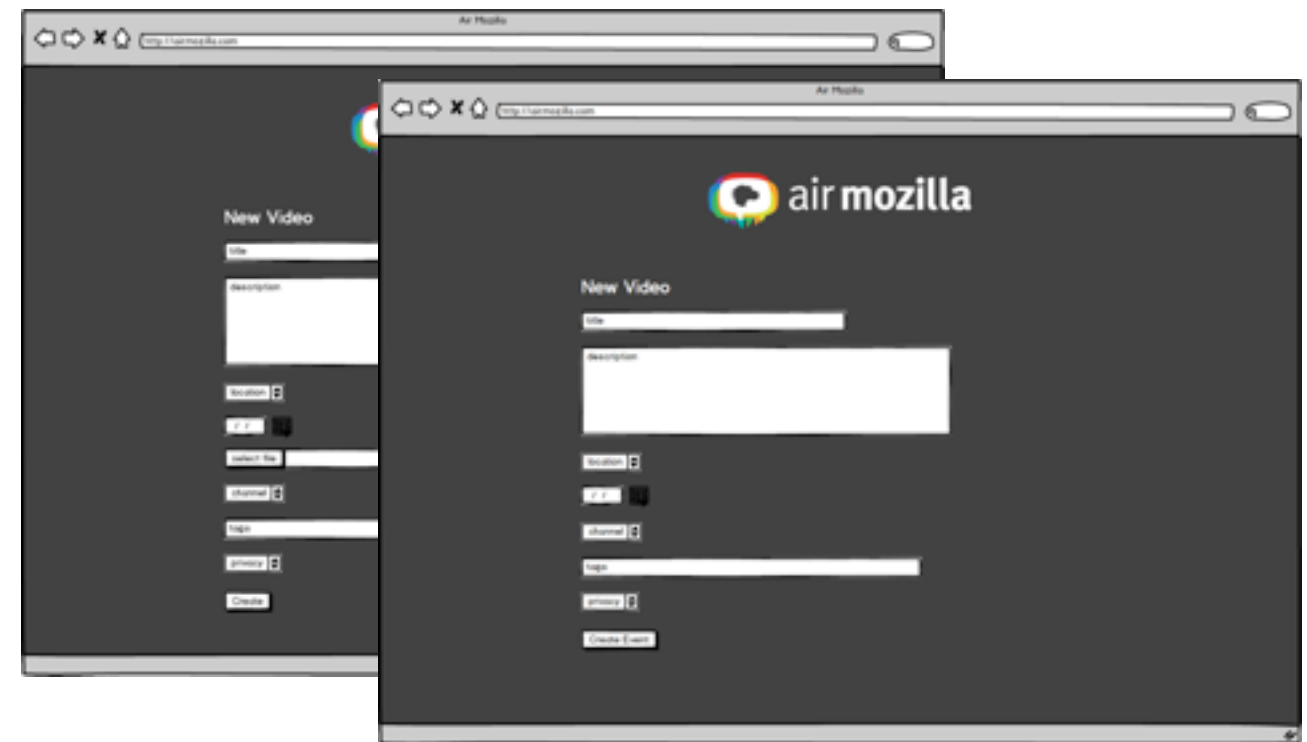 Air Mozilla
http://airmozilla.com
New Video
title
description
location
/ /
select file
channel
tags
privacy
Create
Air Mozilla
http://airmozilla.com
air mozilla
New Video
title
description
location
/ /
channel
tags
privacy
Create Event